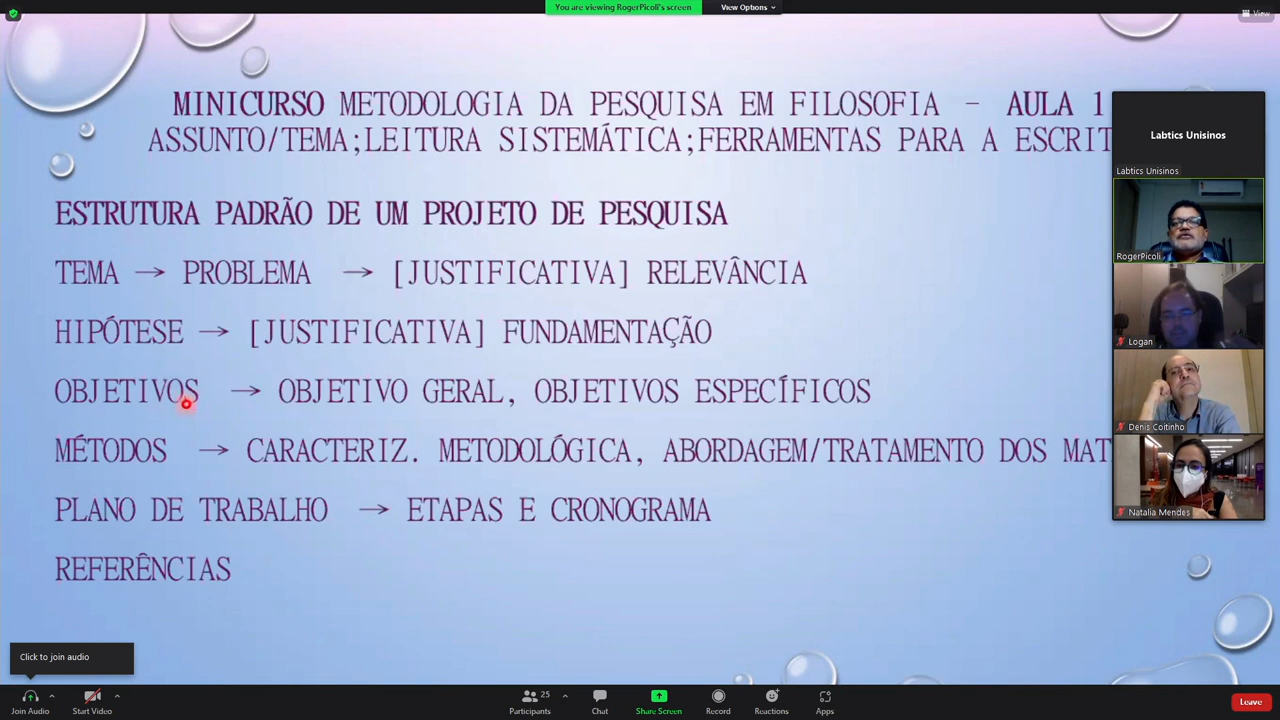 You are viewing RogerPicoli's screen
View Options
View
MINICURSO METODOLOGIA DA PESQUISA EM FILOSOFIA - AULA 1
ASSUNTO/TEMA;LEITURA SISTEMÁTICA;FERRAMENTAS PARA A ESCRIT
ESTRUTURA PADRÃO DE UM PROJETO DE PESQUISA
TEMA → PROBLEMA → [JUSTIFICATIVA] RELEVÂNCIA
HIPÓTESE → [JUSTIFICATIVA] FUNDAMENTAÇÃO
OBJETIVOS → OBJETIVO GERAL, OBJETIVOS ESPECÍFICOS
MÉTODOS → CARACTERIZ. METODOLÓGICA, ABORDAGEM/TRATAMENTO DOS MAT
PLANO DE TRABALHO → ETAPAS E CRONOGRAMA
REFERÊNCIAS
Labtics Unisinos
Labtics Unisinos
RogerPicoli
Logan
Denis Coitinho
Natalia Mendes
Click to join audio
Join Audio
Start Video
25
Participants
Chat
Share Screen
Record
Reactions
Apps
Leave